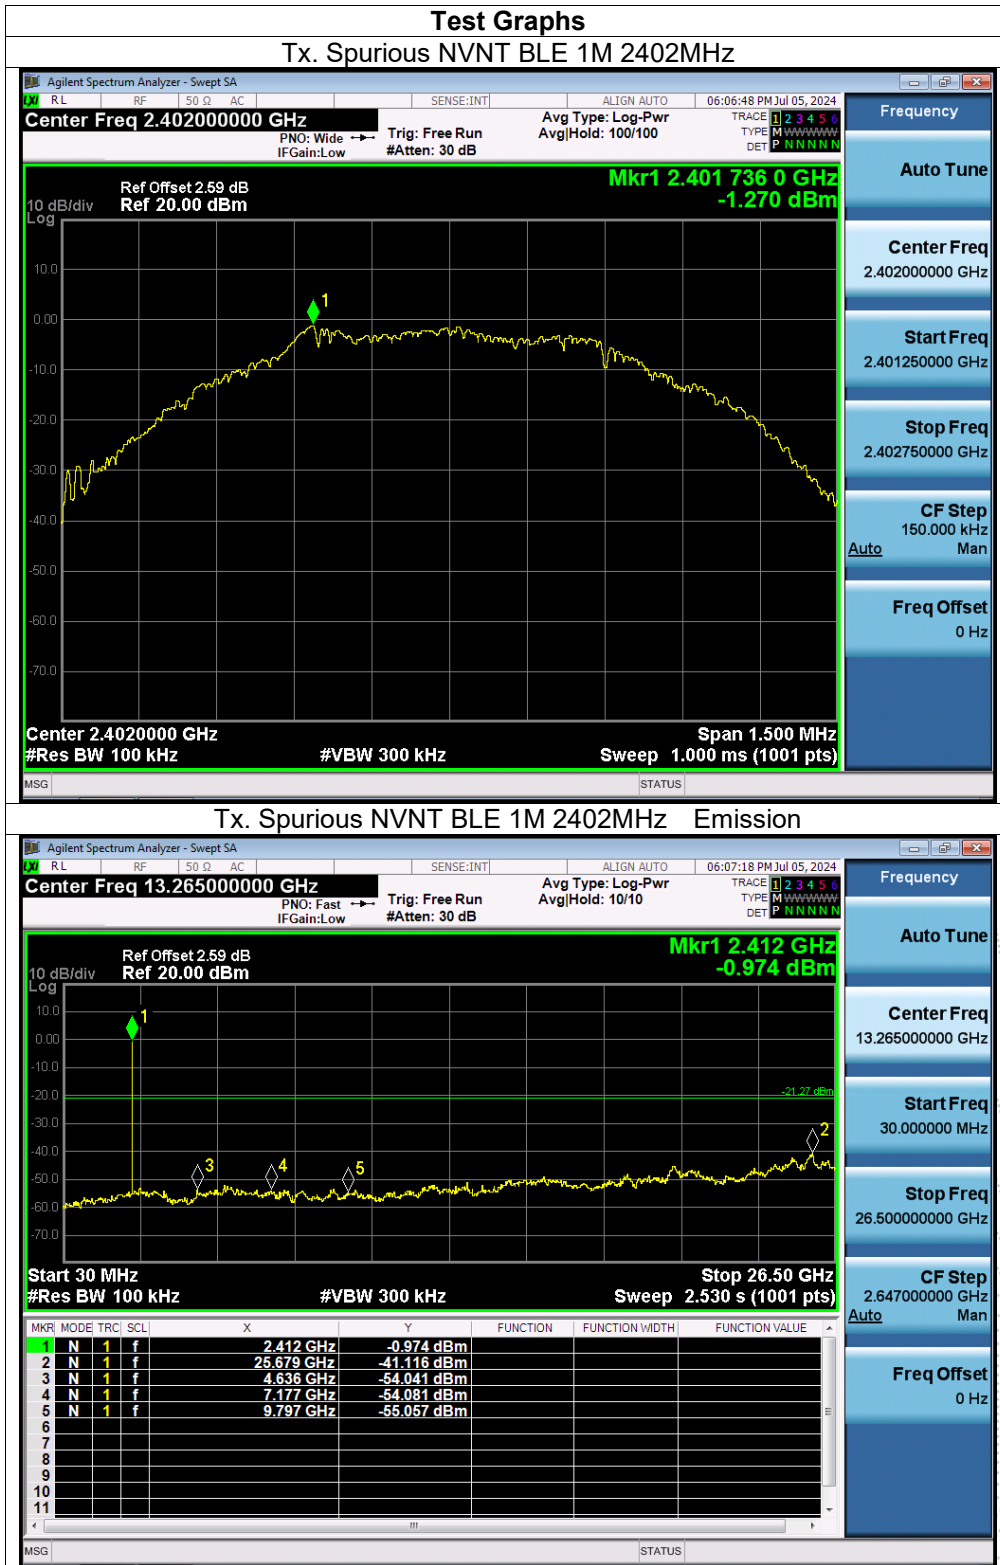 Test Graphs
Tx. Spurious NVNT BLE 1M 2402MHz
Agilent Spectrum Analyzer - Swept SA
LXI RL RF 50 Ω AC SENSE:INT ALIGN AUTO 06:06:48 PM Jul 05, 2024
Center Freq 2.402000000 GHz
PNO: Wide
IFGain:Low
Trig: Free Run
#Atten: 30 dB
Avg Type: Log-Pwr
Avg|Hold: 100/100
TRACE 1 2 3 4 5 6
TYPE M WWWWW
DET P N N N N N
Frequency
Auto Tune
Center Freq
2.402000000 GHz
Start Freq
2.401250000 GHz
Stop Freq
2.402750000 GHz
CF Step
150.000 kHz
Auto Man
Freq Offset
0 Hz
Mkr1 2.401 736 0 GHz
-1.270 dBm
Ref Offset 2.59 dB
10 dB/div Ref 20.00 dBm
Log
10.0
1
0.00
-10.0
-20.0
-30.0
-40.0
-50.0
-60.0
-70.0
Center 2.4020000 GHz Span 1.500 MHz
#Res BW 100 kHz #VBW 300 kHz Sweep 1.000 ms (1001 pts)
MSG STATUS
Tx. Spurious NVNT BLE 1M 2402MHz Emission
Agilent Spectrum Analyzer - Swept SA
LXI RL RF 50 Ω AC SENSE:INT ALIGN AUTO 06:07:18 PM Jul 05, 2024
Center Freq 13.265000000 GHz
PNO: Fast
IFGain:Low
Trig: Free Run
#Atten: 30 dB
Avg Type: Log-Pwr
Avg|Hold: 10/10
TRACE 1 2 3 4 5 6
TYPE M WWWWW
DET P N N N N N
Frequency
Auto Tune
Center Freq
13.265000000 GHz
Start Freq
30.000000 MHz
Stop Freq
26.500000000 GHz
CF Step
2.647000000 GHz
Auto Man
Freq Offset
0 Hz
Mkr1 2.412 GHz
-0.974 dBm
Ref Offset 2.59 dB
10 dB/div Ref 20.00 dBm
Log
10.0
1
0.00
-10.0
-20.0 -21.27 dBm
-30.0
2
-40.0
3 4 5
-50.0
-60.0
-70.0
Start 30 MHz Stop 26.50 GHz
#Res BW 100 kHz #VBW 300 kHz Sweep 2.530 s (1001 pts)
MKR MODE TRC SCL X Y FUNCTION FUNCTION WIDTH FUNCTION VALUE
1 N 1 f 2.412 GHz -0.974 dBm
2 N 1 f 25.679 GHz -41.116 dBm
3 N 1 f 4.636 GHz -54.041 dBm
4 N 1 f 7.177 GHz -54.081 dBm
5 N 1 f 9.797 GHz -55.057 dBm
6
7
8
9
10
11
MSG STATUS